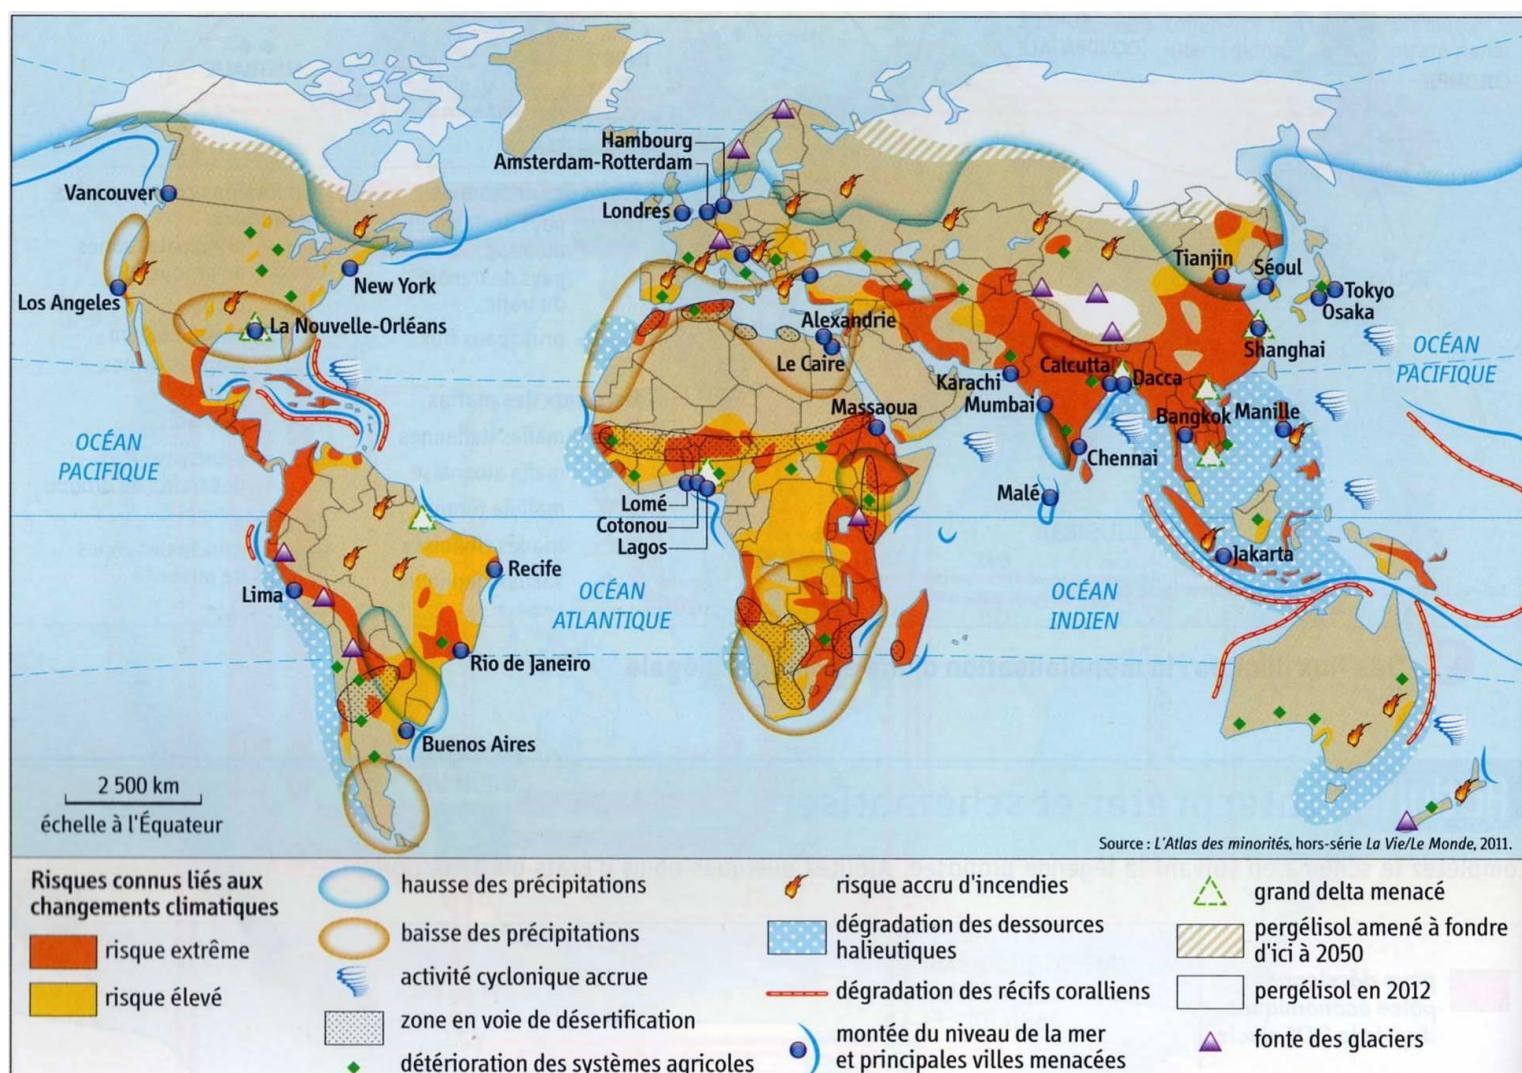 Hambourg
Amsterdam-Rotterdam
Vancouver
Londres
Tianjin
Séoul
New York
Los Angeles
Tokyo
Osaka
La Nouvelle-Orléans
Alexandrie
Shanghai
OCÉAN
PACIFIQUE
Le Caire
Calcutta
Dacca
Karachi
Mumbai
Massaoua
Bangkok
Manille
OCÉAN
PACIFIQUE
Chennai
Malé
Lomé
Cotonou
Lagos
Jakarta
Recife
Lima
OCÉAN
ATLANTIQUE
OCÉAN
INDIEN
Rio de Janeiro
Buenos Aires
2 500 km
échelle à l'Équateur
Source : L'Atlas des minorités, hors-série La Vie/Le Monde, 2011.
Risques connus liés aux
changements climatiques
risque extrême
risque élevé
hausse des précipitations
baisse des précipitations
activité cyclonique accrue
zone en voie de désertification
détérioration des systèmes agricoles
risque accru d'incendies
dégradation des dessources
halieutiques
dégradation des récifs coralliens
montée du niveau de la mer
et principales villes menacées
grand delta menacé
pergélisol amené à fondre
d'ici à 2050
pergélisol en 2012
fonte des glaciers